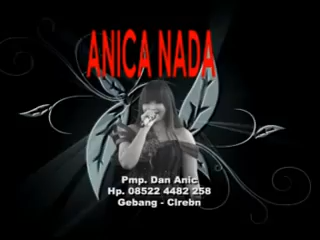 ANICA NADA
Pmp. Dan Anic
Hp. 08522 4482 258
Gebang - Cirebn